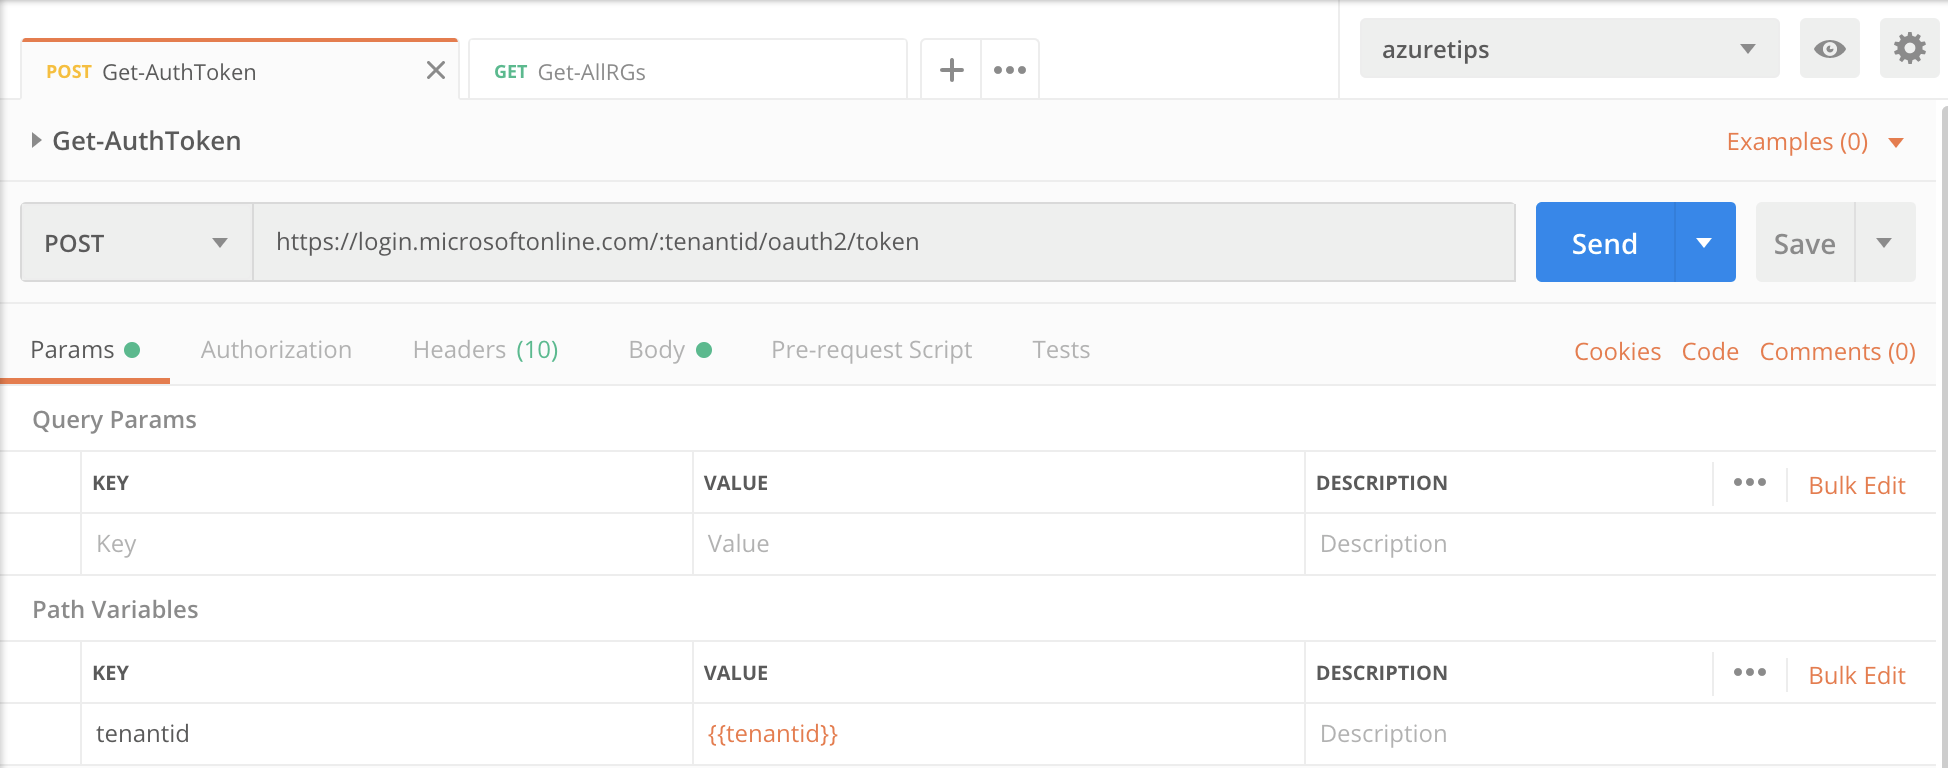 POST Get-AuthToken GET Get-AllRGs azuretips
Get-AuthToken Examples (0)
POST https://login.microsoftonline.com/:tenantid/oauth2/token Send Save
Params Authorization Headers (10) Body Pre-request Script Tests Cookies Code Comments (0)
Query Params
KEY VALUE DESCRIPTION Bulk Edit
Key Value Description
Path Variables
KEY VALUE DESCRIPTION Bulk Edit
tenantid {{tenantid}} Description